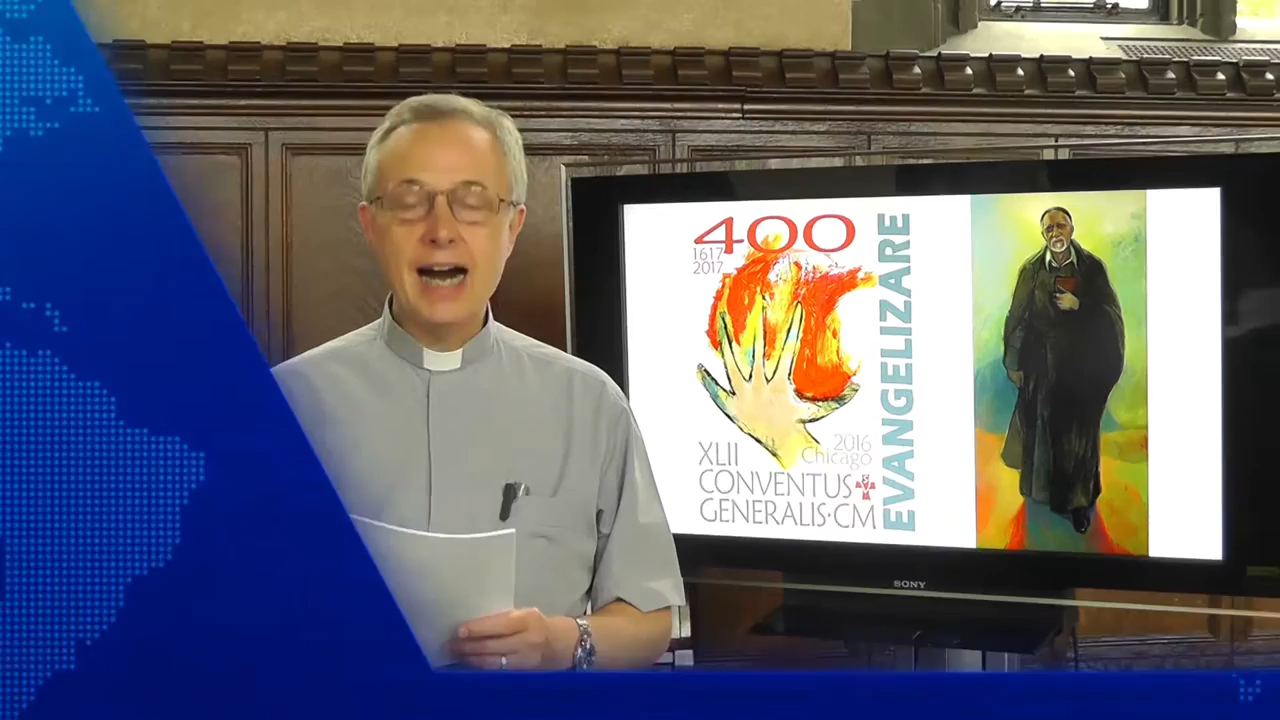 400
1617
2017
EVANGELIZARE
2016
Chicago
XLII
CONVENTUS
GENERALIS·CM
SONY